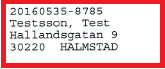 20160535-8785
Testsson, Test
Hallandsgatan 9
30220  HALMSTAD